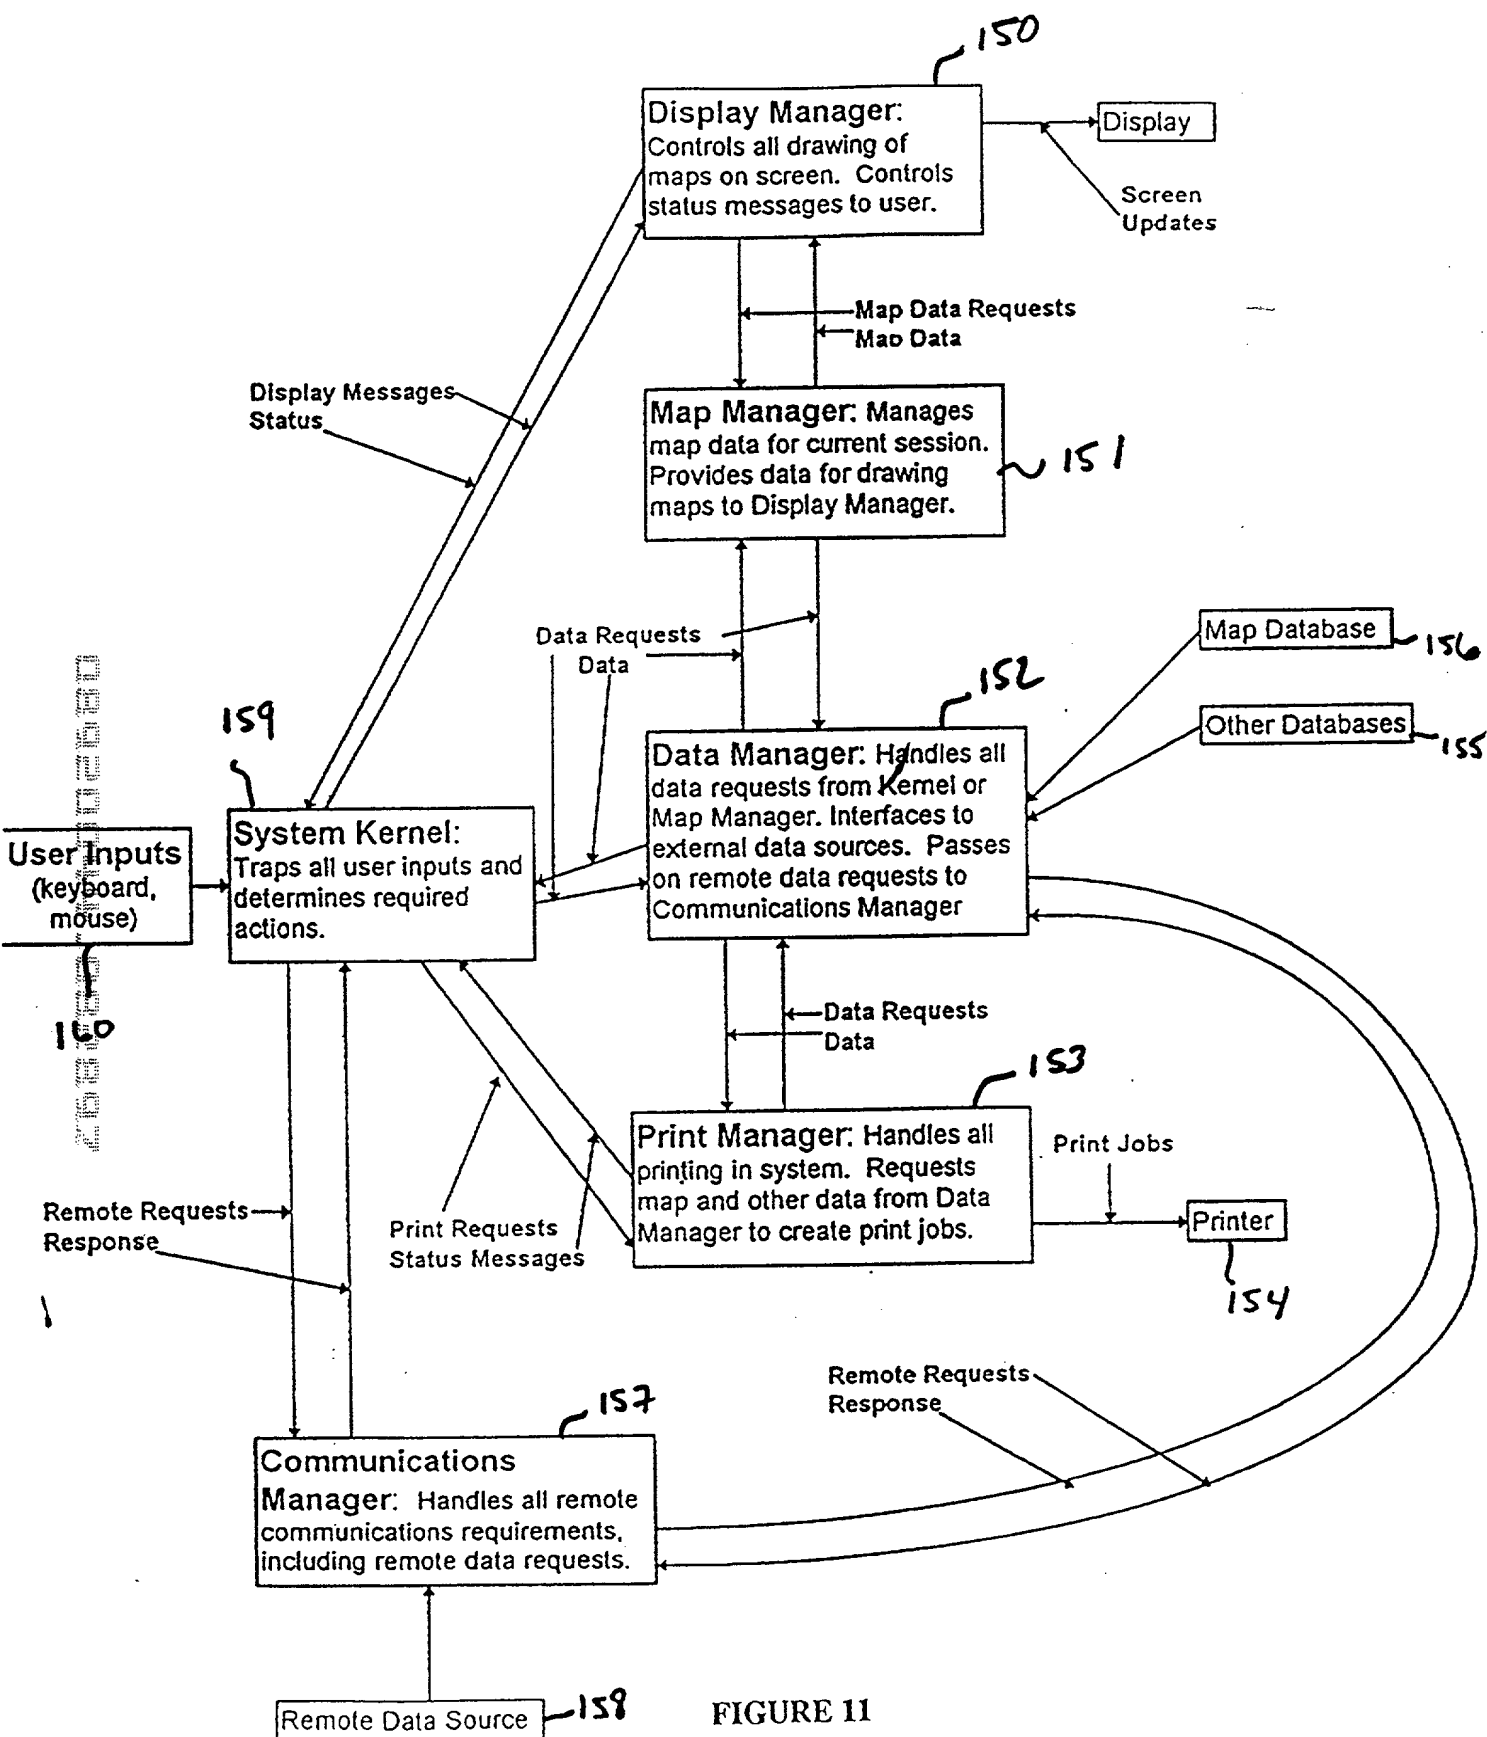 150
Display Manager:
Controls all drawing of
maps on screen. Controls
status messages to user.
Display
Screen
Updates
Map Data Requests
Map Data
Display Messages
Status
Map Manager: Manages
map data for current session.
Provides data for drawing
maps to Display Manager.
151
Data Requests
Data
Map Database
156
Other Databases
155
152
Data Manager: Handles all
data requests from Kernel or
Map Manager. Interfaces to
external data sources. Passes
on remote data requests to
Communications Manager
159
System Kernel:
Traps all user inputs and
determines required
actions.
User Inputs
(keyboard,
mouse)
160
Data Requests
Data
153
Print Manager: Handles all
printing in system. Requests
map and other data from Data
Manager to create print jobs.
Print Jobs
Printer
154
Remote Requests
Response
Print Requests
Status Messages
Remote Requests
Response
157
Communications
Manager: Handles all remote
communications requirements,
including remote data requests.
Remote Data Source
158
FIGURE 11